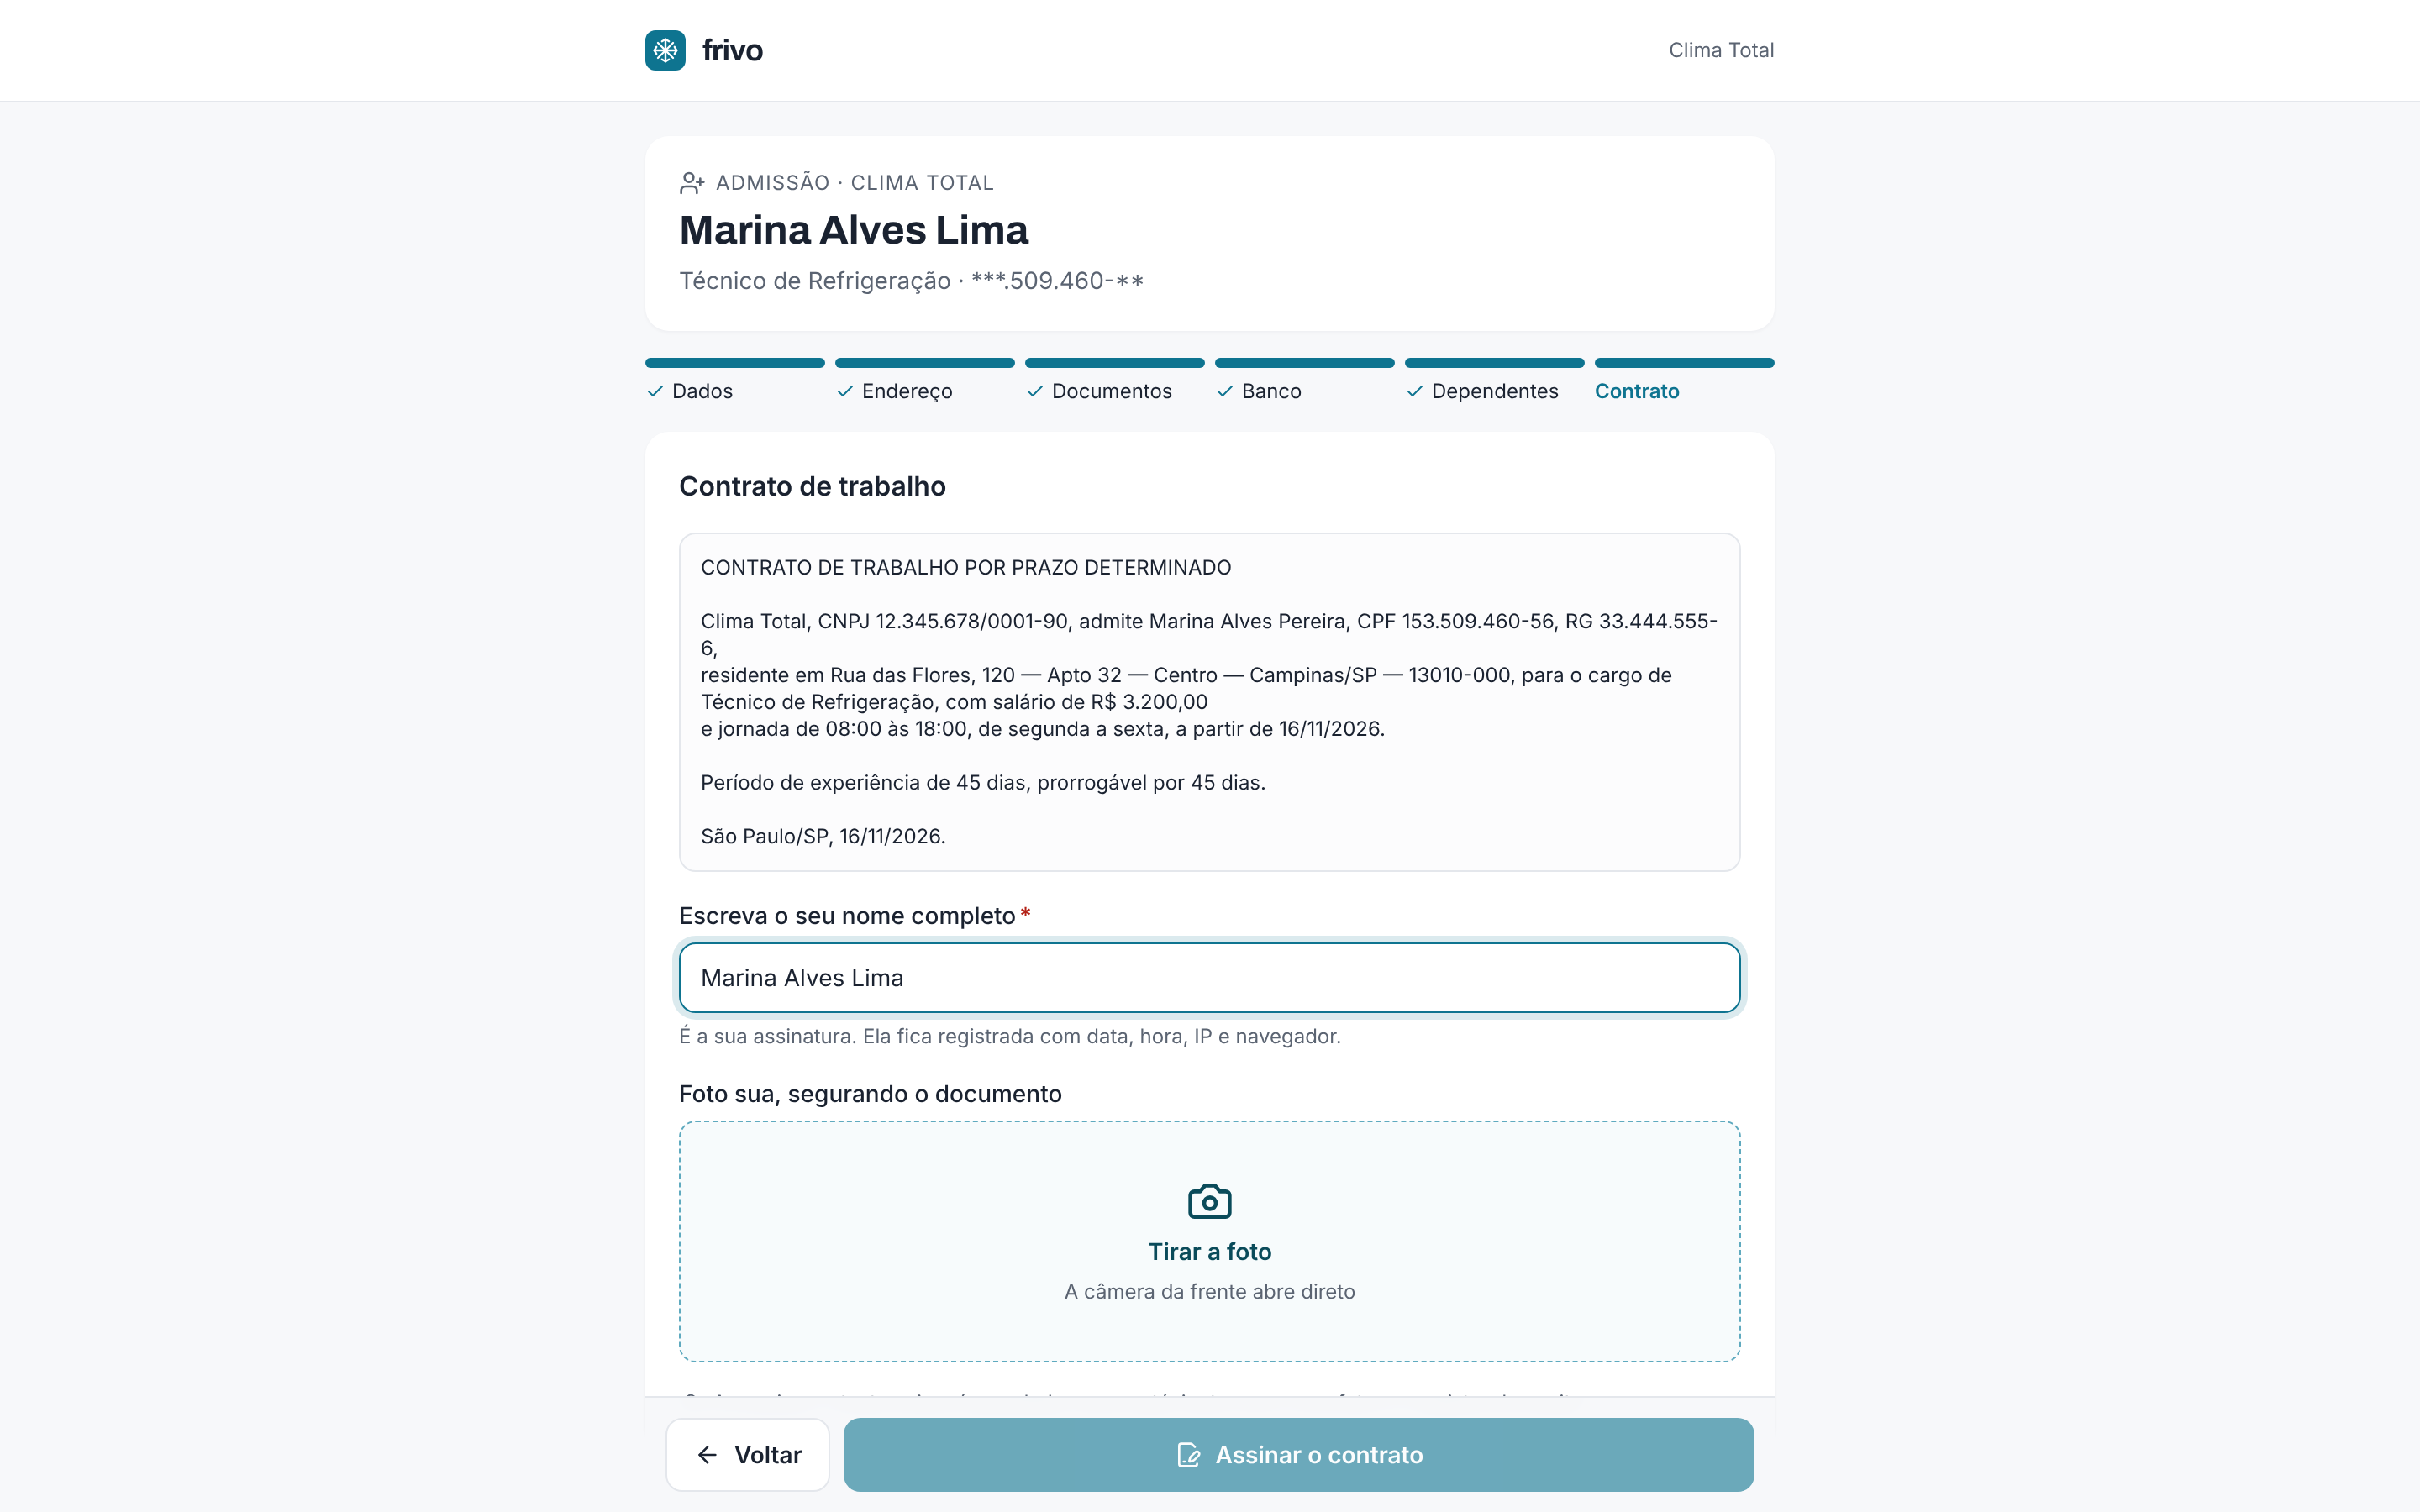 frivo
Clima Total
ADMISSÃO · CLIMA TOTAL
Marina Alves Lima
Técnico de Refrigeração · ***.509.460-**
Dados
Endereço
Documentos
Banco
Dependentes
Contrato
Contrato de trabalho
CONTRATO DE TRABALHO POR PRAZO DETERMINADO
Clima Total, CNPJ 12.345.678/0001-90, admite Marina Alves Pereira, CPF 153.509.460-56, RG 33.444.555-
6,
residente em Rua das Flores, 120 — Apto 32 — Centro — Campinas/SP — 13010-000, para o cargo de
Técnico de Refrigeração, com salário de R$ 3.200,00
e jornada de 08:00 às 18:00, de segunda a sexta, a partir de 16/11/2026.
Período de experiência de 45 dias, prorrogável por 45 dias.
São Paulo/SP, 16/11/2026.
Escreva o seu nome completo*
Marina Alves Lima
É a sua assinatura. Ela fica registrada com data, hora, IP e navegador.
Foto sua, segurando o documento
Tirar a foto
A câmera da frente abre direto
Voltar
Assinar o contrato